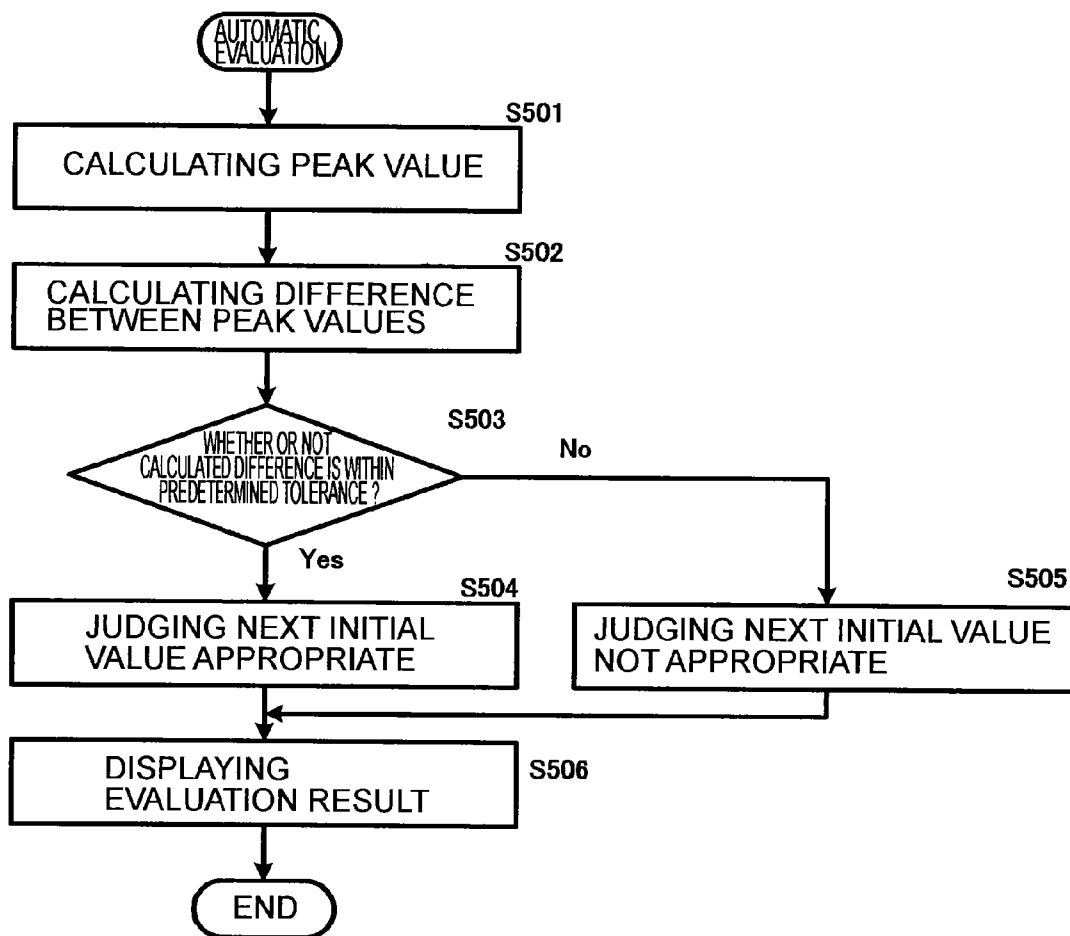 AUTOMATIC
EVALUATION
S501
CALCULATING PEAK VALUE
S502
CALCULATING DIFFERENCE
BETWEEN PEAK VALUES
S503
WHETHER OR NOT
CALCULATED DIFFERENCE IS WITHIN
PREDETERMINED TOLERANCE ?
No
Yes
S504
JUDGING NEXT INITIAL
VALUE APPROPRIATE
S505
JUDGING NEXT INITIAL VALUE
NOT APPROPRIATE
DISPLAYING
EVALUATION RESULT
S506
END